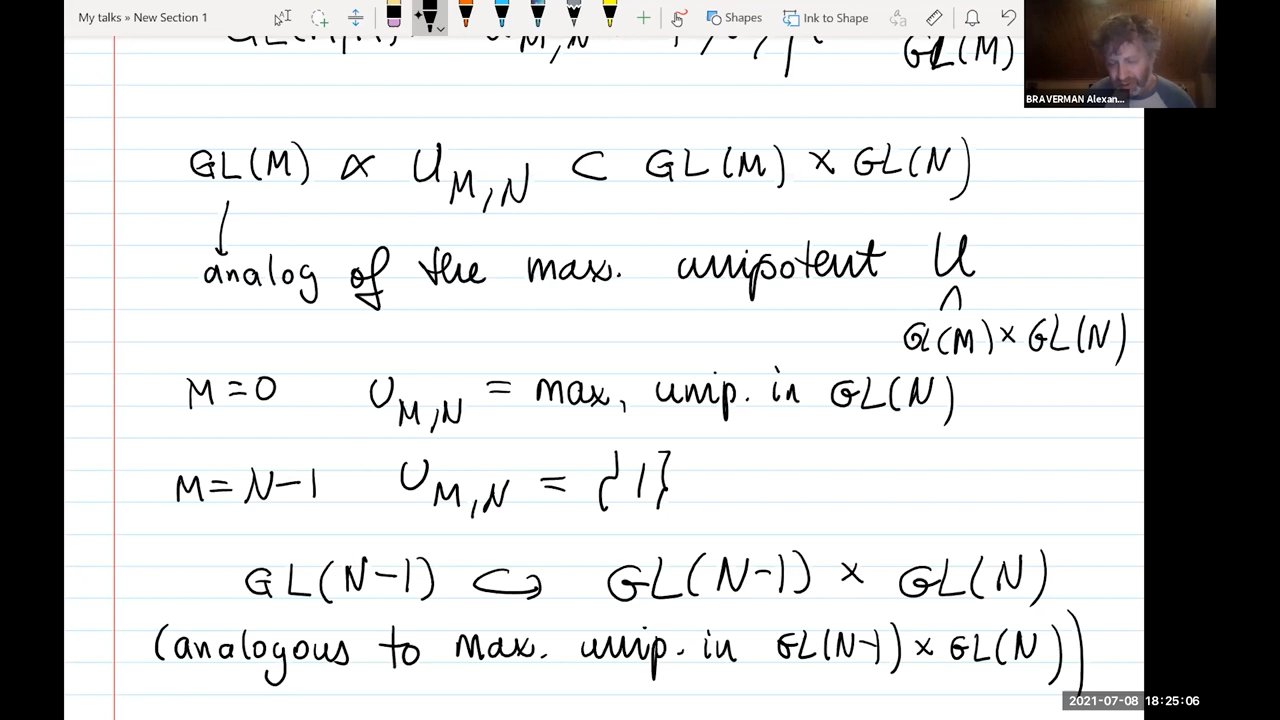 My talks » New Section 1
Shapes
Ink to Shape
GL(M)
BRAVERMAN Alexan...
GL(M) ⋉ U_{M,N} ⊂ GL(M) × GL(N)
↓
analog of the max. unipotent U
∩
GL(M) × GL(N)
M=0 U_{M,N} = max. unip. in GL(N)
M=N-1 U_{M,N} = {1}
GL(N-1) ↪ GL(N-1) × GL(N)
(analogous to max. unip. in GL(N-1) × GL(N))
2021-07-08 18:25:06